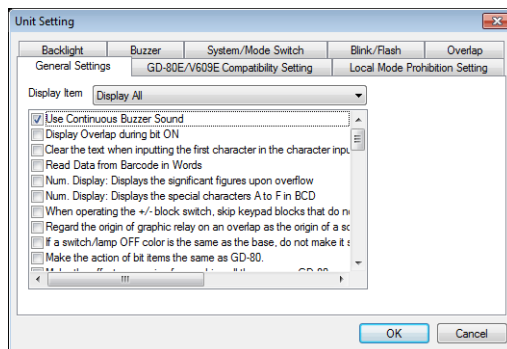 Unit Setting
Backlight Buzzer System/Mode Switch Blink/Flash Overlap
General Settings GD-80E/V609E Compatibility Setting Local Mode Prohibition Setting
Display Item Display All
Use Continuous Buzzer Sound
Display Overlap during bit ON
Clear the text when inputting the first character in the character inpu
Read Data from Barcode in Words
Num. Display: Displays the significant figures upon overflow
Num. Display: Displays the special characters A to F in BCD
When operating the +/- block switch, skip keypad blocks that do n
Regard the origin of graphic relay on an overlap as the origin of a sc
If a switch/lamp OFF color is the same as the base, do not make it s
Make the action of bit items the same as GD-80.
OK Cancel